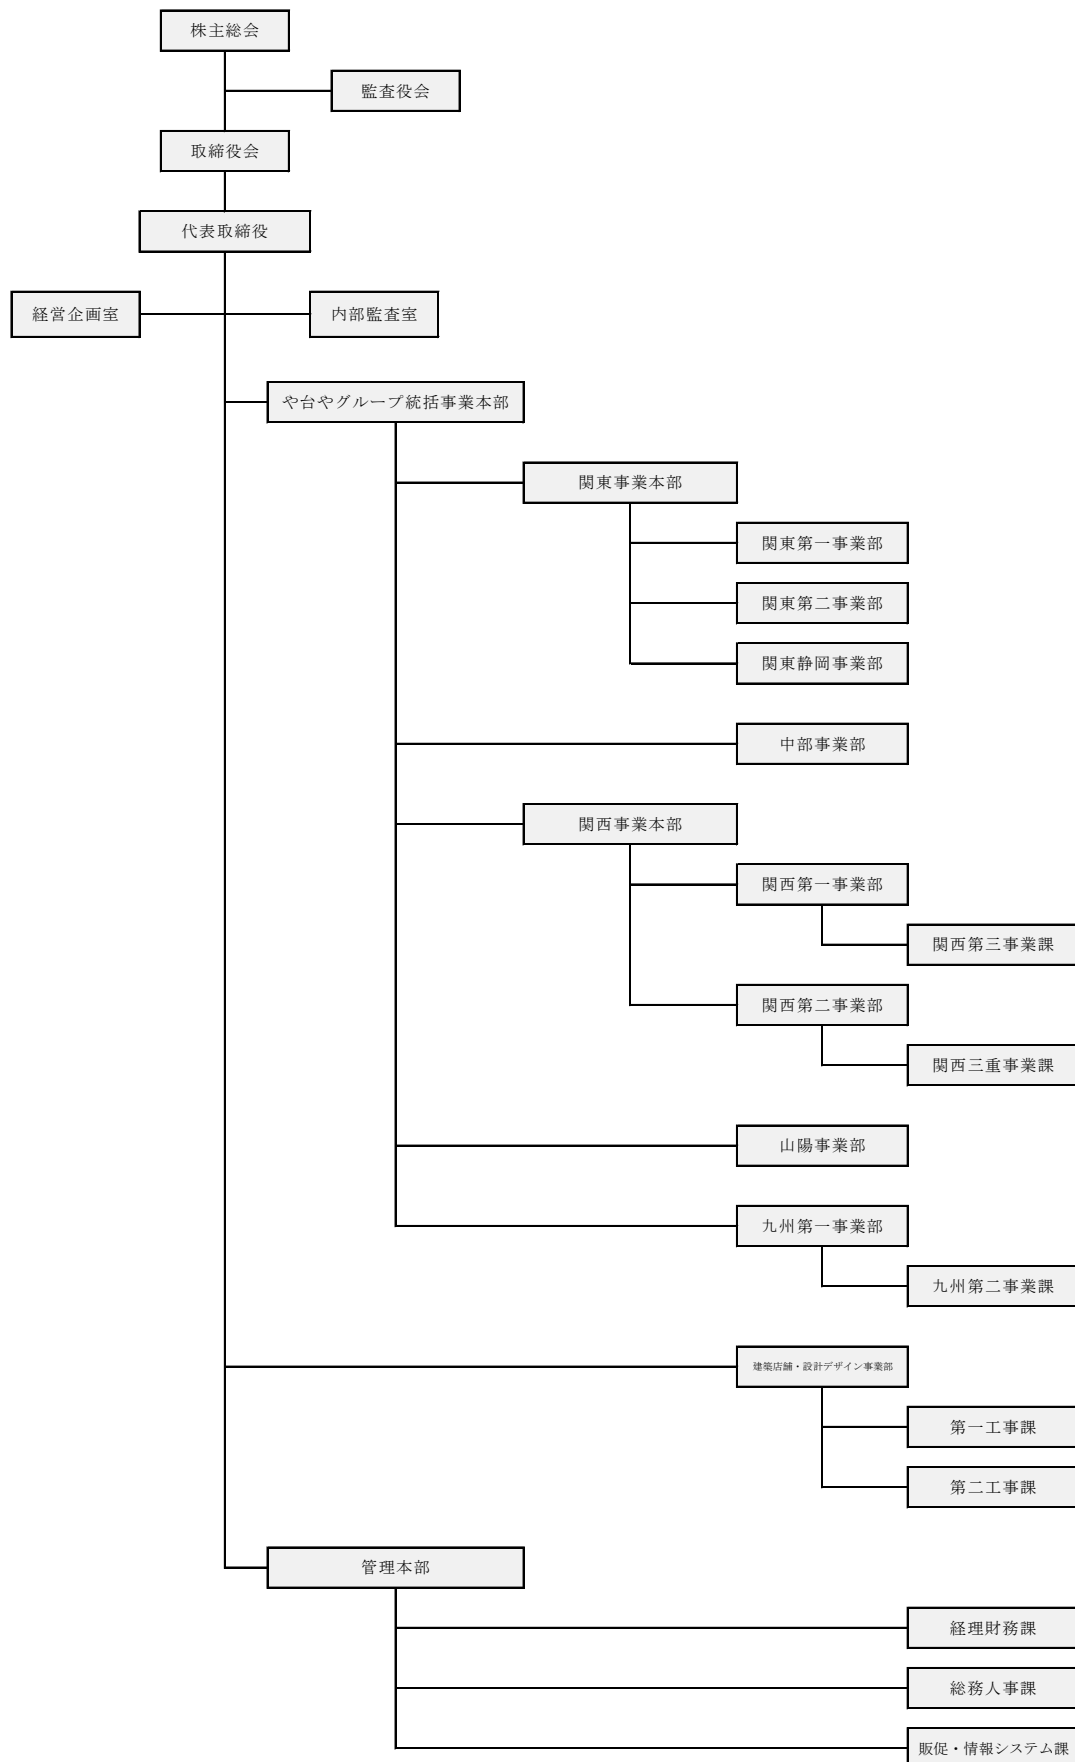 株主総会
監査役会
取締役会
代表取締役
経営企画室
内部監査室
や台やグループ統括事業本部
関東事業本部
関東第一事業部
関東第二事業部
関東静岡事業部
中部事業部
関西事業本部
関西第一事業部
関西第三事業課
関西第二事業部
関西三重事業課
山陽事業部
九州第一事業部
九州第二事業課
建築店舗・設計デザイン事業部
第一工事課
第二工事課
管理本部
経理財務課
総務人事課
販促・情報システム課